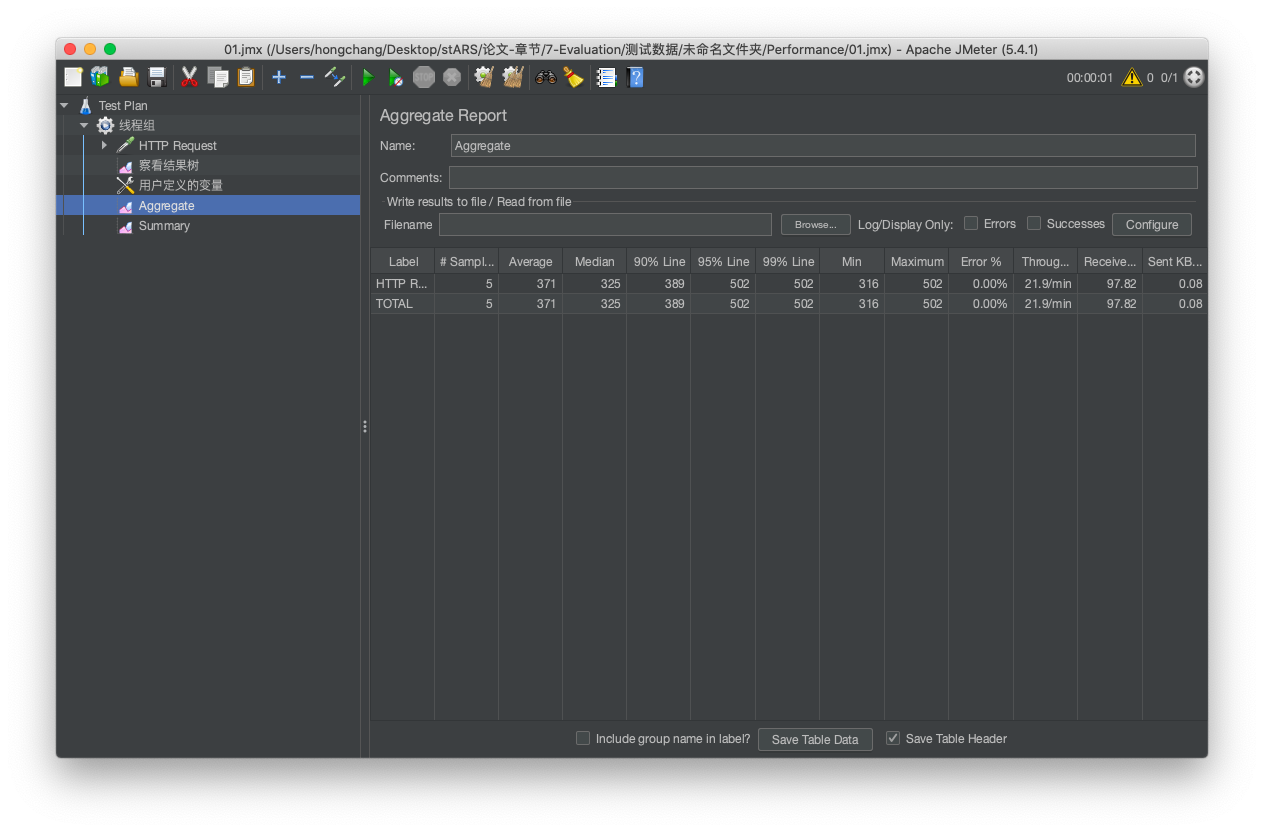 01.jmx (/Users/hongchang/Desktop/stARS/论文-章节/7-Evaluation/测试数据/未命名文件夹/Performance/01.jmx) - Apache JMeter (5.4.1)
STOP
?
00:00:01 0 0/1
Test Plan
线程组
HTTP Request
察看结果树
用户定义的变量
Aggregate
Summary
Aggregate Report
Name: Aggregate
Comments:
Write results to file / Read from file
Filename Browse... Log/Display Only: Errors Successes Configure
Label # Sampl... Average Median 90% Line 95% Line 99% Line Min Maximum Error % Throug... Receive... Sent KB...
HTTP R... 5 371 325 389 502 502 316 502 0.00% 21.9/min 97.82 0.08
TOTAL 5 371 325 389 502 502 316 502 0.00% 21.9/min 97.82 0.08
Include group name in label? Save Table Data Save Table Header